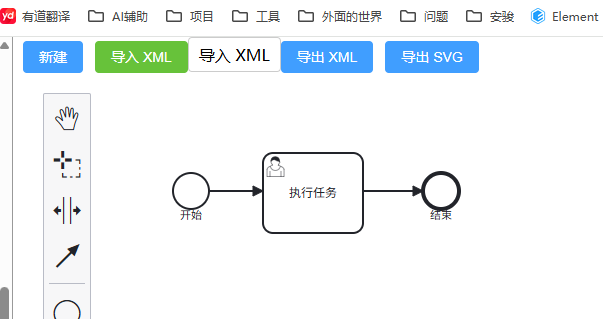 yd 有道翻译 AI辅助 项目 工具 外面的世界 问题 安骏 Element
新建 导入 XML 导入 XML 导出 XML 导出 SVG
执行任务
开始 结束